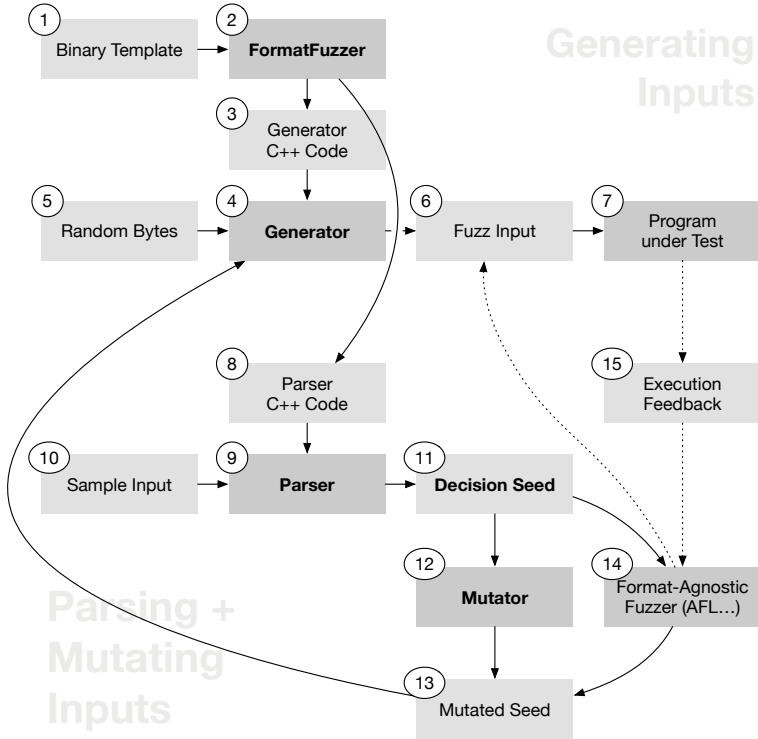 1
Binary Template
2
FormatFuzzer
Generating
Inputs
3
Generator
C++ Code
5
Random Bytes
4
Generator
6
Fuzz Input
7
Program
under Test
8
Parser
C++ Code
15
Execution
Feedback
10
Sample Input
9
Parser
11
Decision Seed
12
Mutator
14
Format-Agnostic
Fuzzer (AFL...)
Parsing +
Mutating
Inputs
13
Mutated Seed